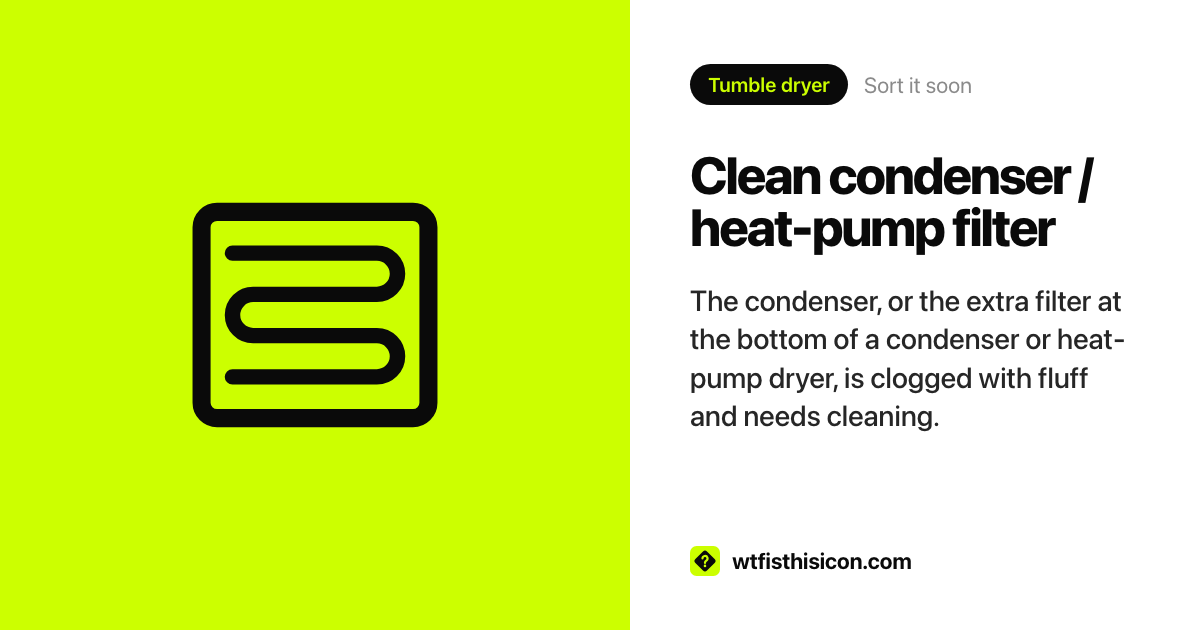 Tumble dryer Sort it soon
Clean condenser /
heat-pump filter
The condenser, or the extra filter at
the bottom of a condenser or heat-
pump dryer, is clogged with fluff
and needs cleaning.
? wtfisthisicon.com